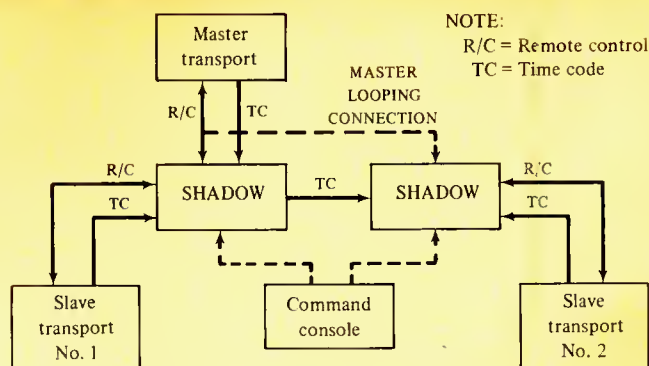 NOTE:
R/C = Remote control
TC = Time code
Master
transport
MASTER
LOOPING
CONNECTION
R/C
TC
R/C
TC
SHADOW
TC
SHADOW
R/C
TC
Slave
transport
No. 1
Command
console
Slave
transport
No. 2